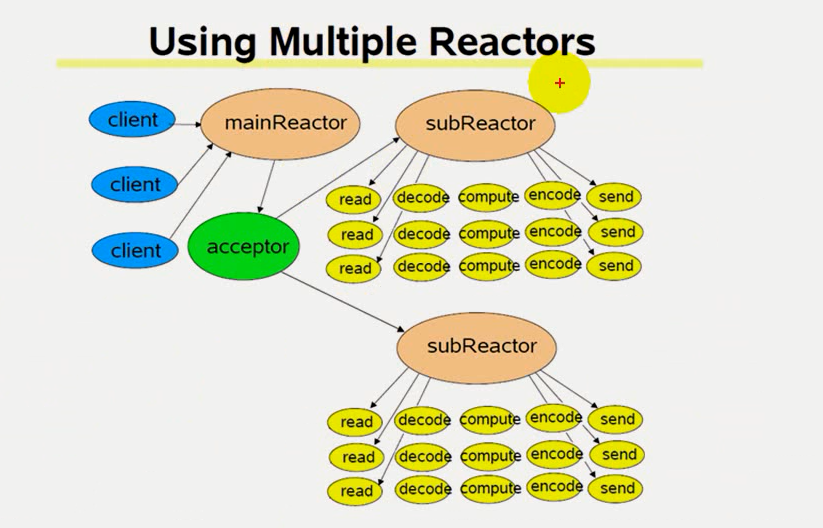 Using Multiple Reactors
client
mainReactor
subReactor
client
client
acceptor
read decode compute encode send
read decode compute encode send
read decode compute encode send
subReactor
read decode compute encode send
read decode compute encode send
read decode compute encode send